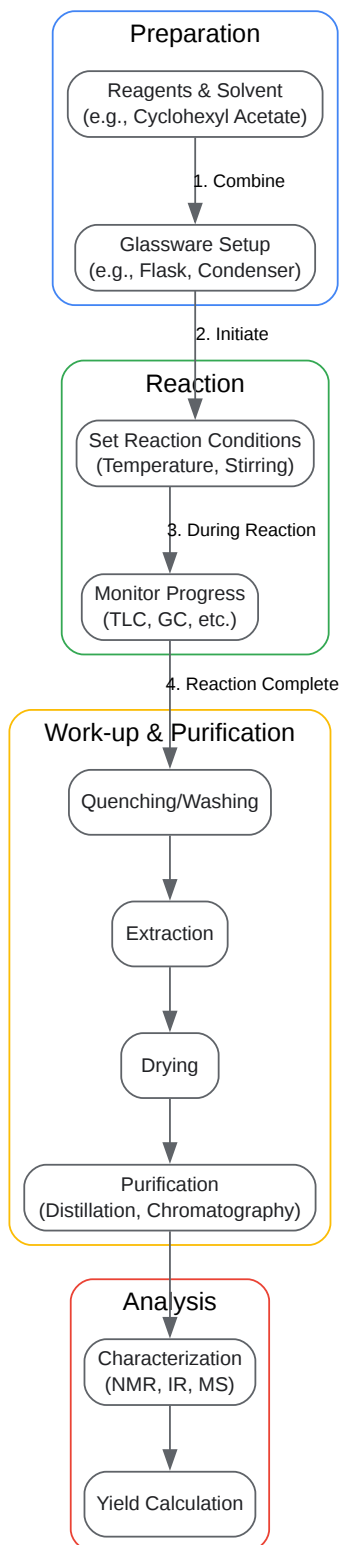 Preparation
Reagents & Solvent
(e.g., Cyclohexyl Acetate)
1. Combine
Glassware Setup
(e.g., Flask, Condenser)
2. Initiate
Reaction
Set Reaction Conditions
(Temperature, Stirring)
3. During Reaction
Monitor Progress
(TLC, GC, etc.)
4. Reaction Complete
Work-up & Purification
Quenching/Washing
Extraction
Drying
Purification
(Distillation, Chromatography)
Analysis
Characterization
(NMR, IR, MS)
Yield Calculation